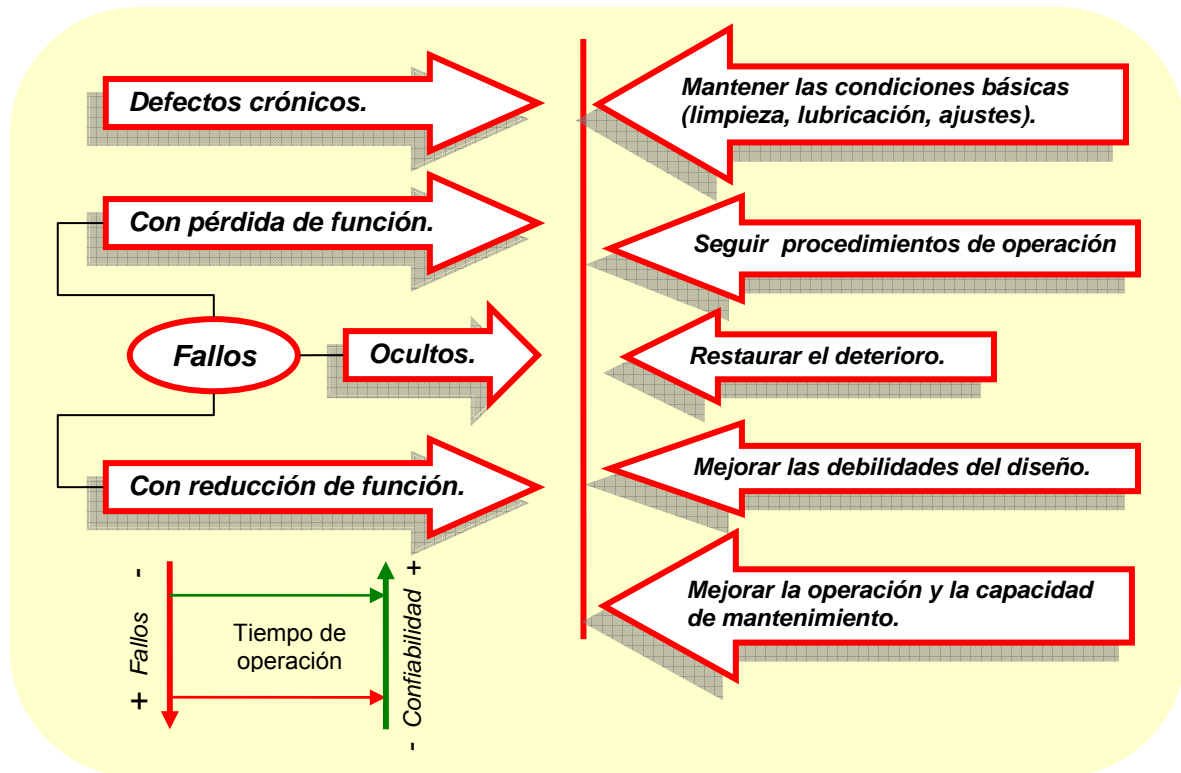 Defectos crónicos.
Con pérdida de función.
Fallos
Ocultos.
Con reducción de función.
Mantener las condiciones básicas
(limpieza, lubricación, ajustes).
Seguir procedimientos de operación
Restaurar el deterioro.
Mejorar las debilidades del diseño.
Mejorar la operación y la capacidad
de mantenimiento.
+ Fallos -
Tiempo de
operación
- Confiabilidad +